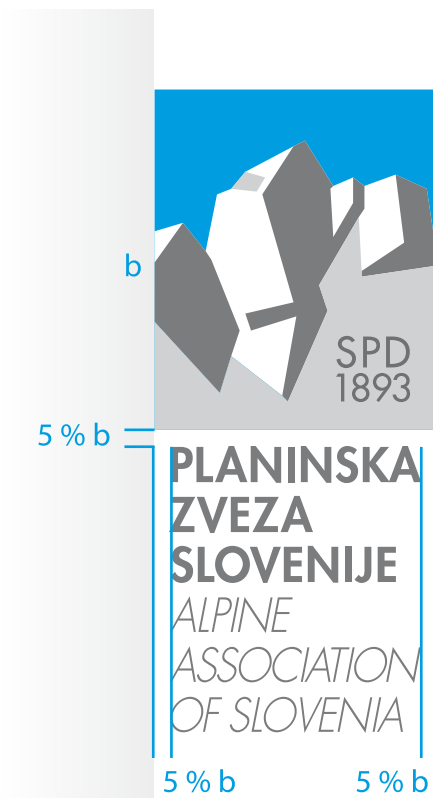 b
SPD
1893
5 % b
PLANINSKA
ZVEZA
SLOVENIJE
ALPINE
ASSOCIATION
OF SLOVENIA
5 % b
5 % b